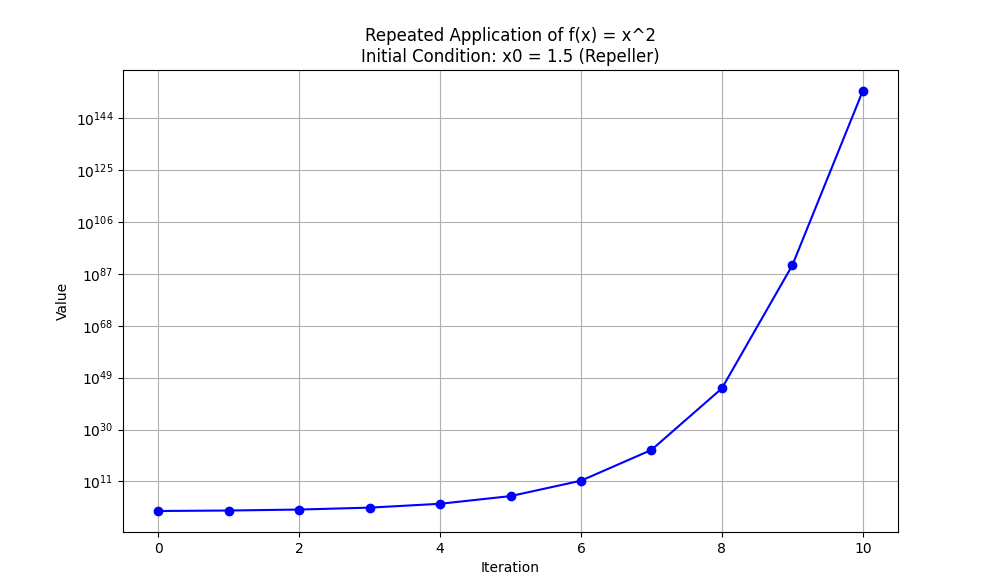 Repeated Application of f(x) = x^2
Initial Condition: x0 = 1.5 (Repeller)
10^144
10^125
10^106
10^87
10^68
10^49
10^30
10^11
Value
0 2 4 6 8 10
Iteration